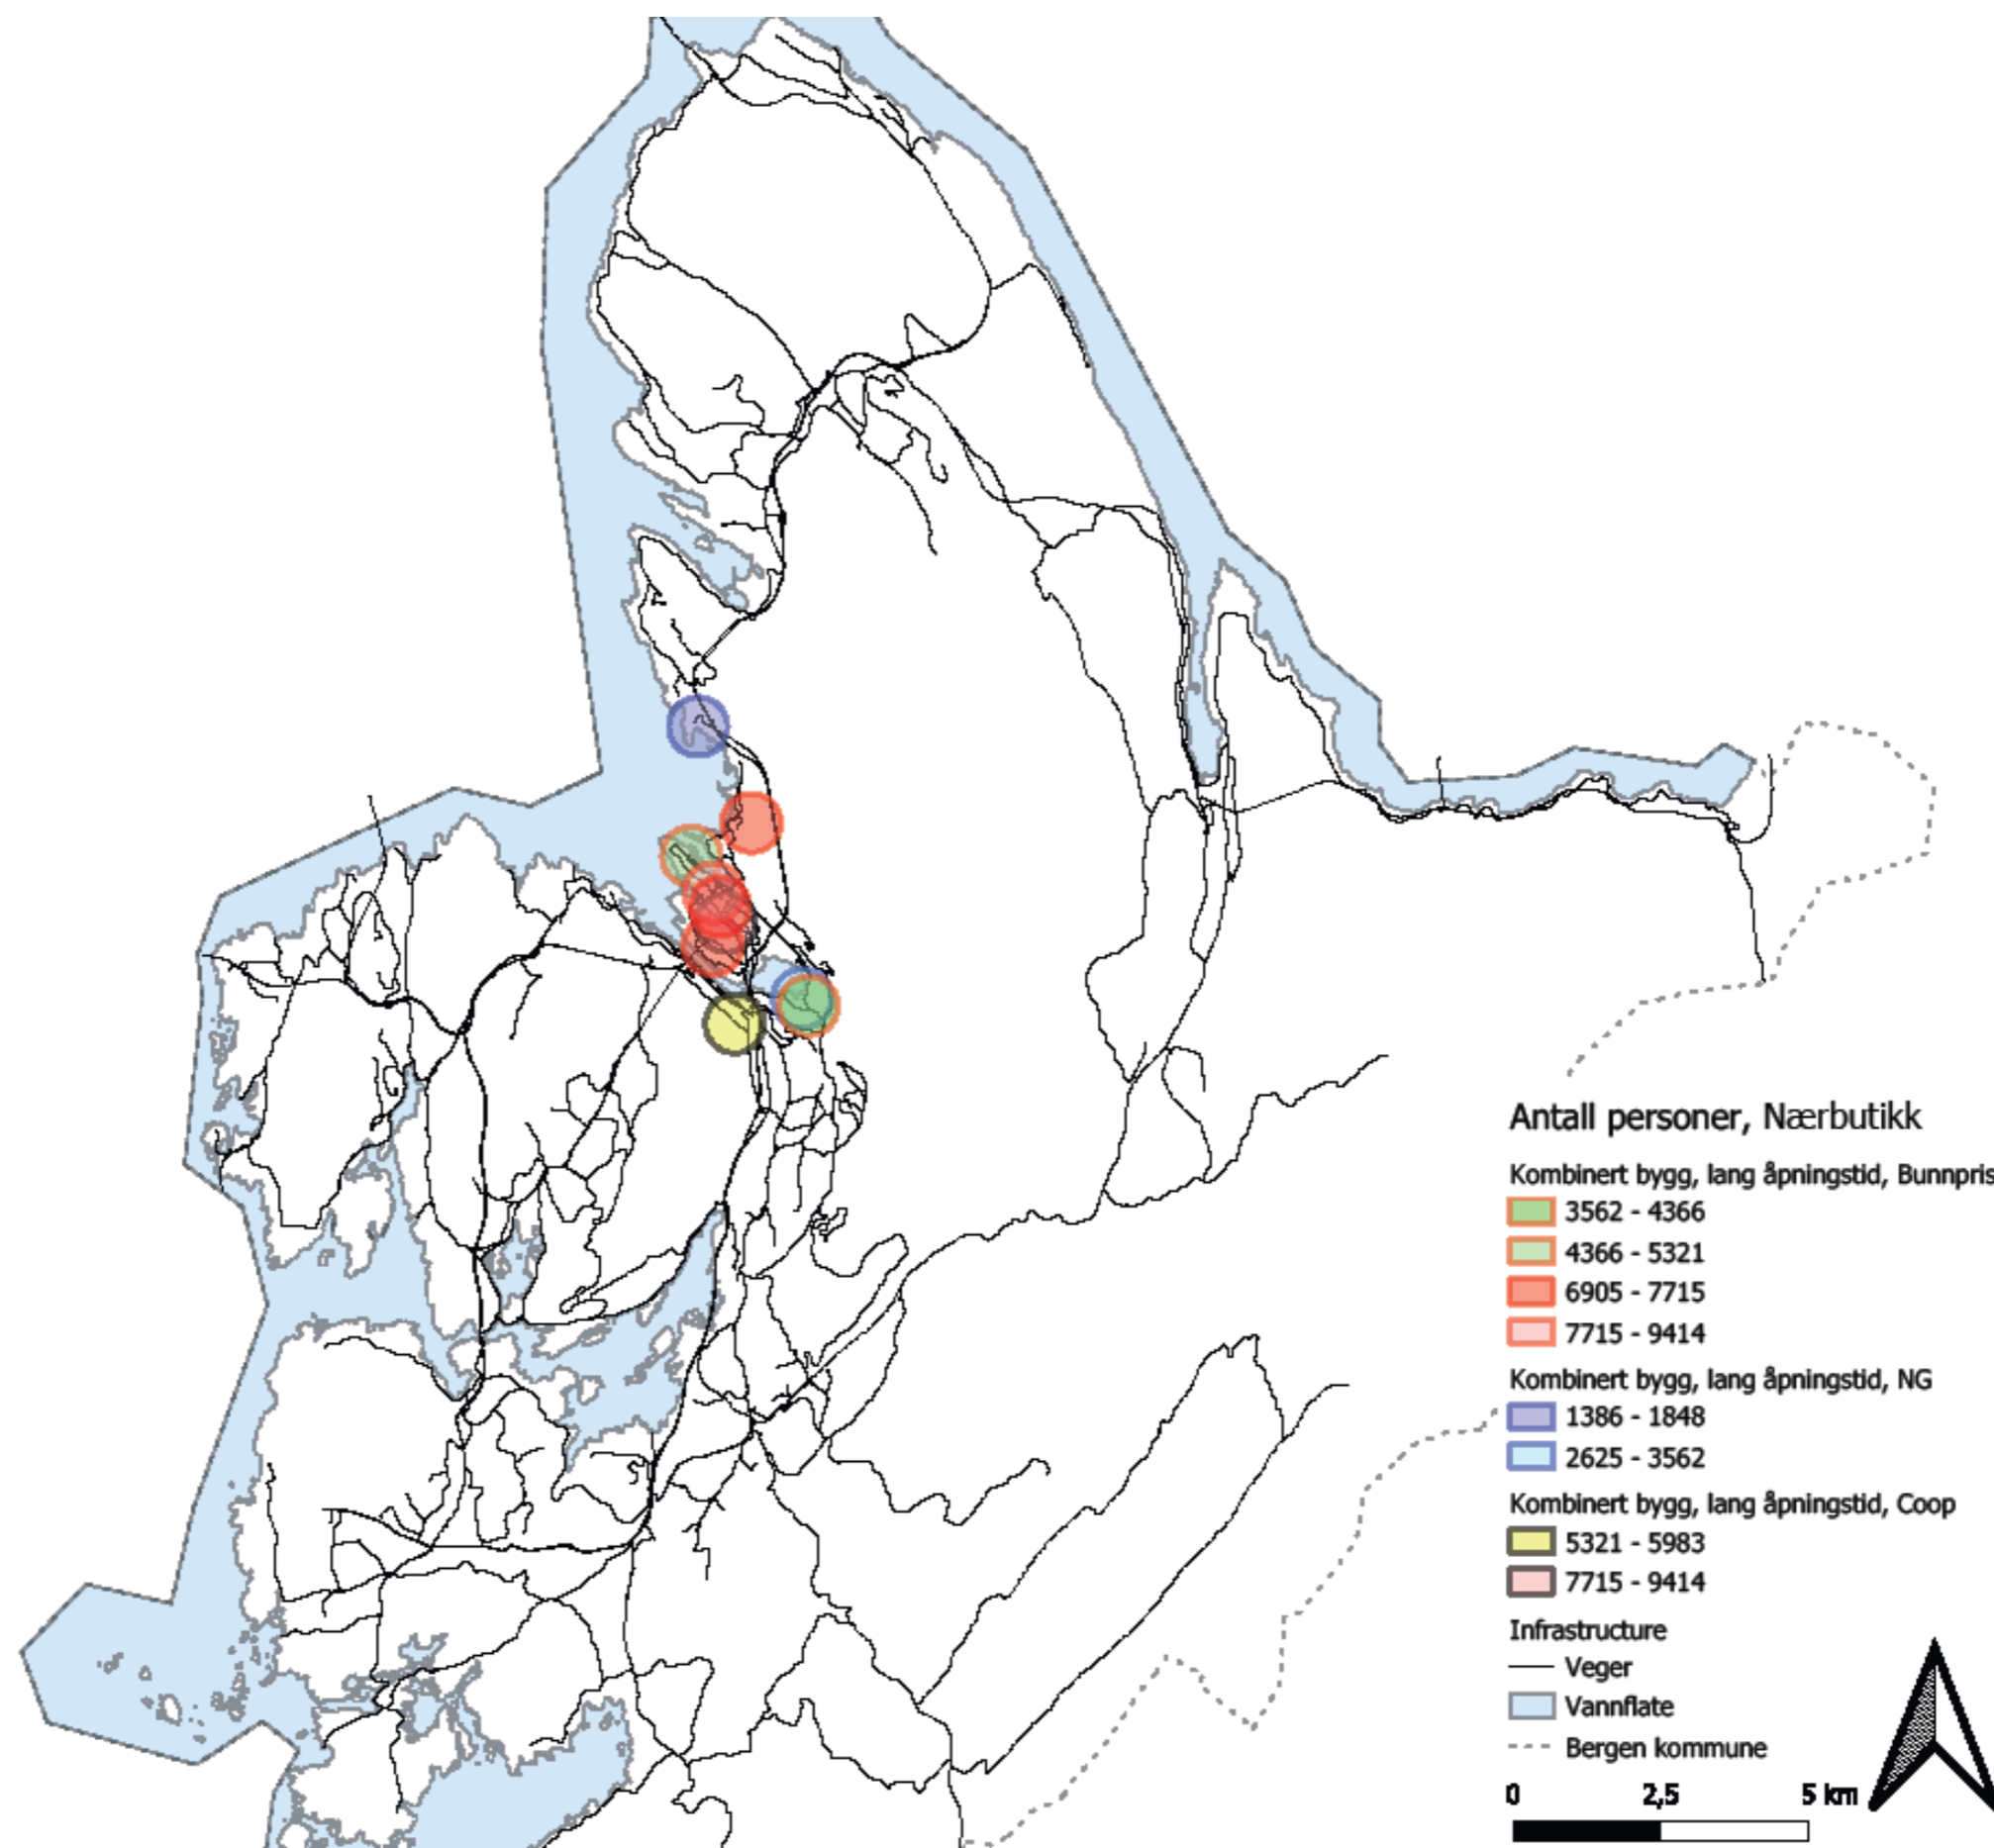 Antall personer, Nærbutikk
Kombinert bygg, lang åpningstid, Bunnpris
3562 - 4366
4366 - 5321
6905 - 7715
7715 - 9414
Kombinert bygg, lang åpningstid, NG
1386 - 1848
2625 - 3562
Kombinert bygg, lang åpningstid, Coop
5321 - 5983
7715 - 9414
Infrastructure
Veger
Vannflate
Bergen kommune
0 2,5 5 km